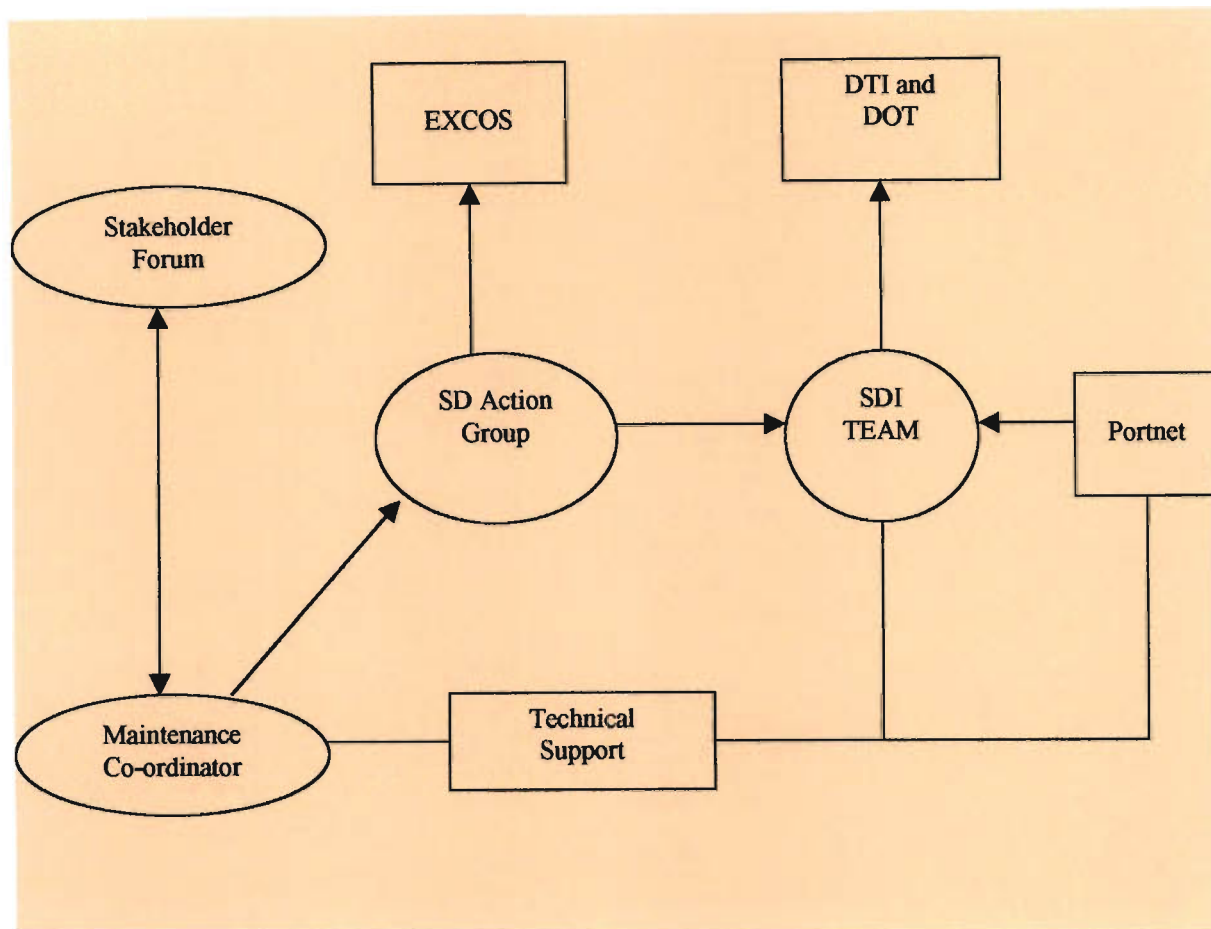 EXCOS
DTI and
DOT
Stakeholder
Forum
SD Action
Group
SDI
TEAM
Portnet
Maintenance
Co-ordinator
Technical
Support